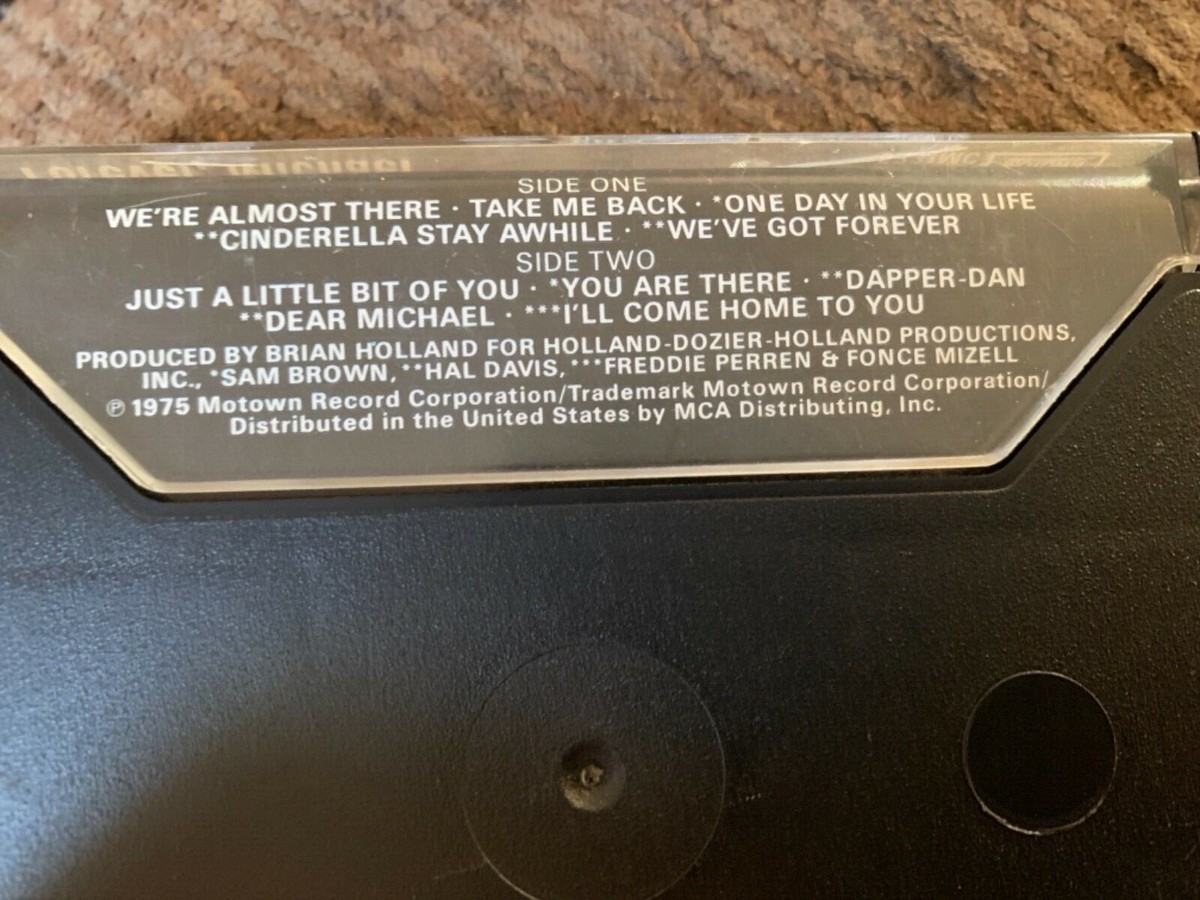 SIDE ONE
WE'RE ALMOST THERE · TAKE ME BACK · *ONE DAY IN YOUR LIFE
**CINDERELLA STAY AWHILE · **WE'VE GOT FOREVER
SIDE TWO
JUST A LITTLE BIT OF YOU · *YOU ARE THERE · **DAPPER-DAN
**DEAR MICHAEL · ***I'LL COME HOME TO YOU
PRODUCED BY BRIAN HOLLAND FOR HOLLAND-DOZIER-HOLLAND PRODUCTIONS,
INC., *SAM BROWN, **HAL DAVIS, ***FREDDIE PERREN & FONCE MIZELL
℗ 1975 Motown Record Corporation/Trademark Motown Record Corporation/
Distributed in the United States by MCA Distributing, Inc.